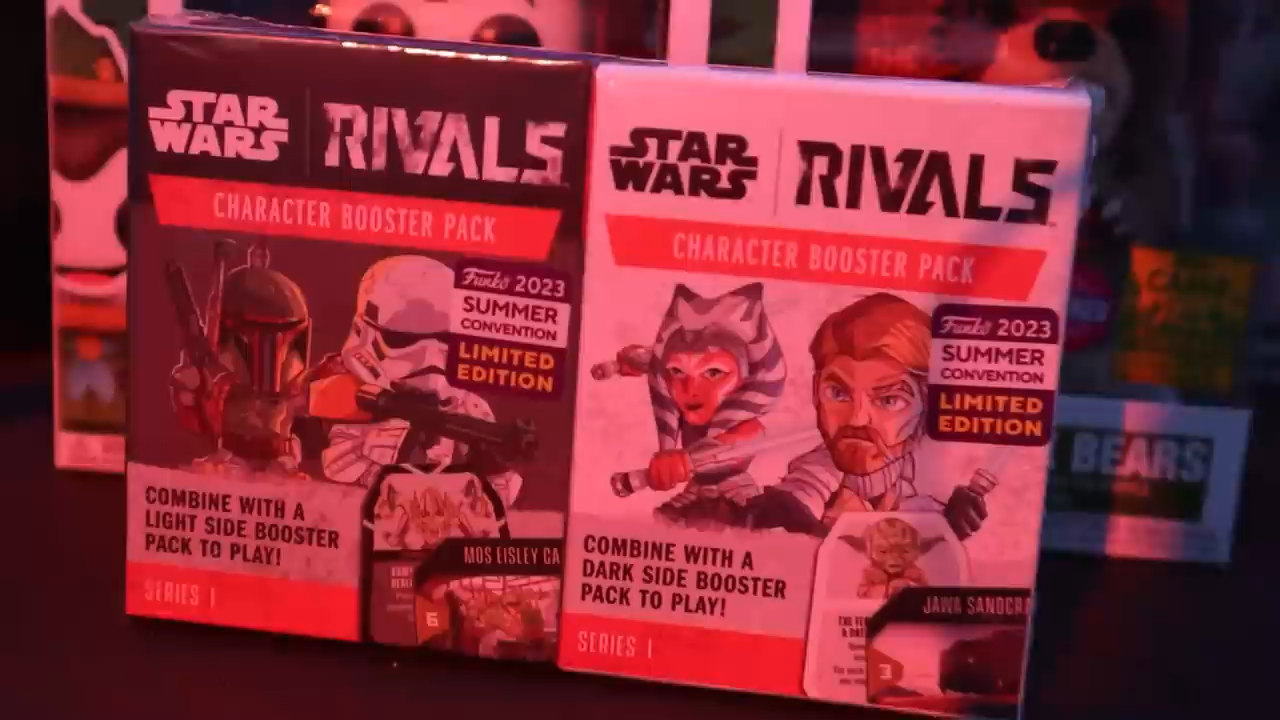 STAR
WARS
RIVALS
CHARACTER BOOSTER PACK
Funko 2023
SUMMER
CONVENTION
LIMITED
EDITION
COMBINE WITH A
LIGHT SIDE BOOSTER
PACK TO PLAY!
SERIES 1
MOS EISLEY CA
6
STAR
WARS
RIVALS
CHARACTER BOOSTER PACK
Funko 2023
SUMMER
CONVENTION
LIMITED
EDITION
COMBINE WITH A
DARK SIDE BOOSTER
PACK TO PLAY!
SERIES 1
JAWA SANDCRA
3
BEARS